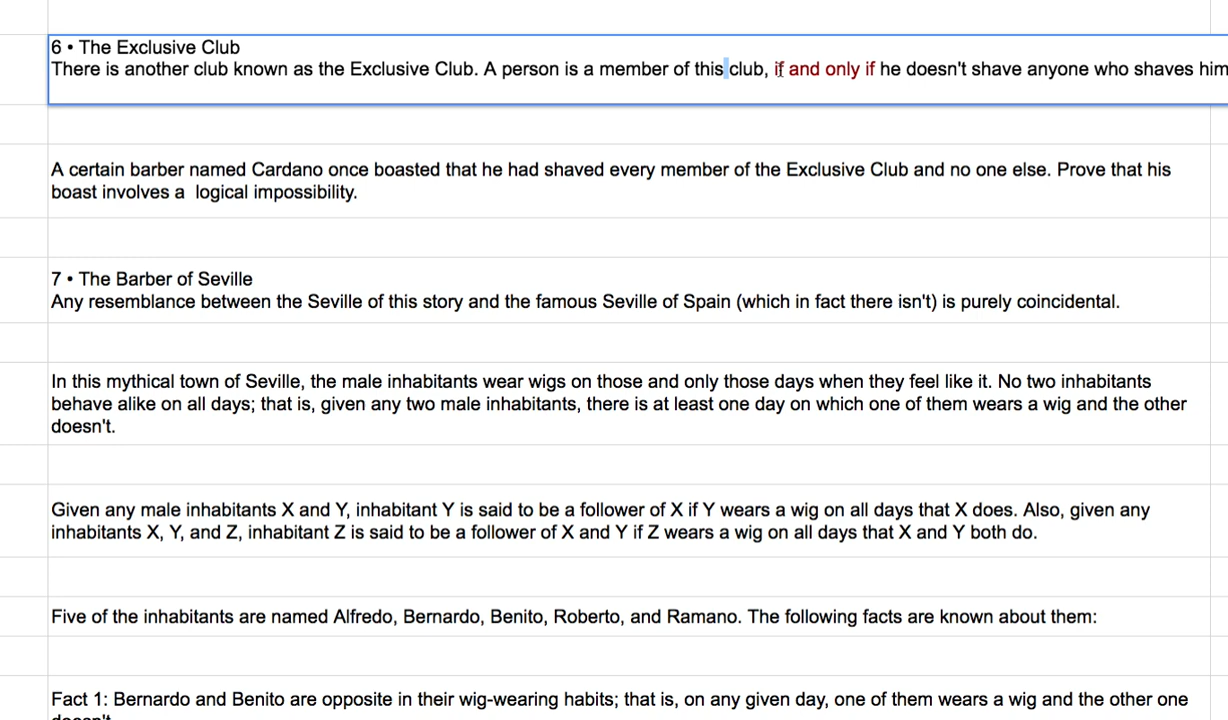 6 • The Exclusive Club
There is another club known as the Exclusive Club. A person is a member of this club, if and only if he doesn't shave anyone who shaves him
A certain barber named Cardano once boasted that he had shaved every member of the Exclusive Club and no one else. Prove that his
boast involves a  logical impossibility.
7 • The Barber of Seville
Any resemblance between the Seville of this story and the famous Seville of Spain (which in fact there isn't) is purely coincidental.
In this mythical town of Seville, the male inhabitants wear wigs on those and only those days when they feel like it. No two inhabitants
behave alike on all days; that is, given any two male inhabitants, there is at least one day on which one of them wears a wig and the other
doesn't.
Given any male inhabitants X and Y, inhabitant Y is said to be a follower of X if Y wears a wig on all days that X does. Also, given any
inhabitants X, Y, and Z, inhabitant Z is said to be a follower of X and Y if Z wears a wig on all days that X and Y both do.
Five of the inhabitants are named Alfredo, Bernardo, Benito, Roberto, and Ramano. The following facts are known about them:
Fact 1: Bernardo and Benito are opposite in their wig-wearing habits; that is, on any given day, one of them wears a wig and the other one
doesn't